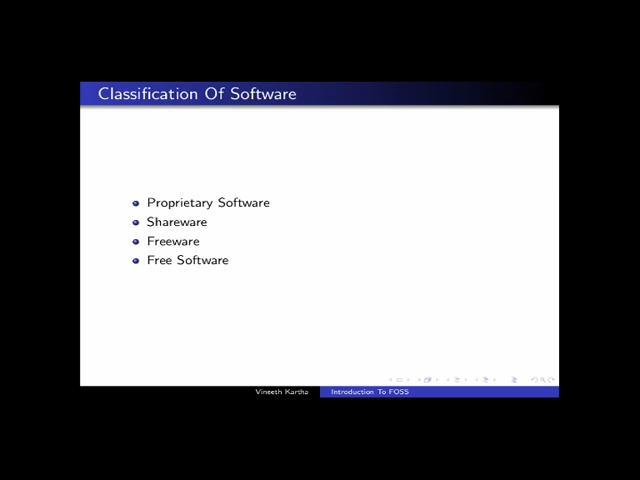 Classification Of Software
Proprietary Software
Shareware
Freeware
Free Software
Vineeth Kartha
Introduction To FOSS